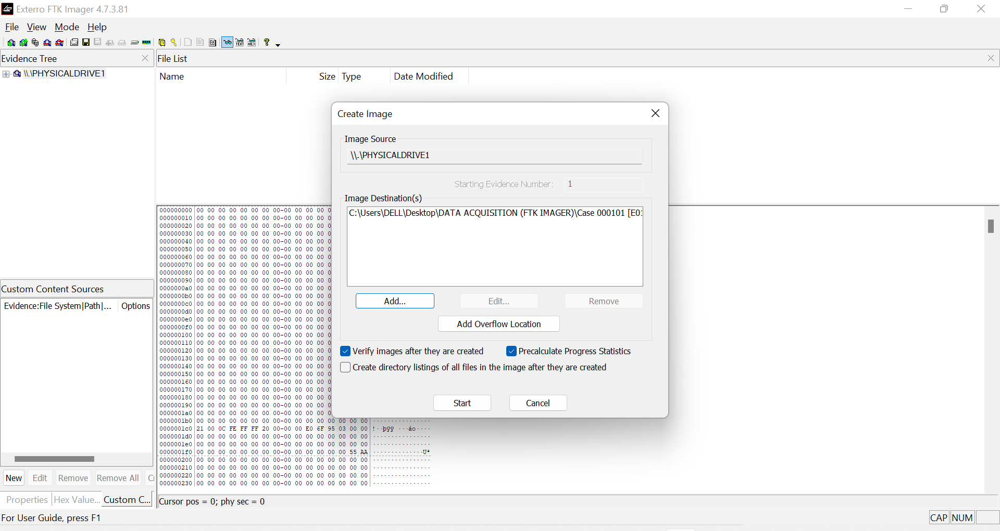 Exterro FTK Imager 4.7.3.81
File View Mode Help
Evidence Tree
File List
\\.\PHYSICALDRIVE1
Name Size Type Date Modified
Create Image
Image Source
\\.\PHYSICALDRIVE1
Starting Evidence Number: 1
Image Destination(s)
C:\Users\DELL\Desktop\DATA ACQUISITION (FTK IMAGER)\Case 000101 [E01
Add... Edit... Remove
Add Overflow Location
Verify images after they are created Precalculate Progress Statistics
Create directory listings of all files in the image after they are created
Start Cancel
Custom Content Sources
Evidence:File System|Path|... Options
New Edit Remove Remove All
Properties Hex Value... Custom C...
000000000 00 00 00 00 00 00 00 00-00 00 00 00
000000010 00 00 00 00 00 00 00 00-00 00 00 00
000000020 00 00 00 00 00 00 00 00-00 00 00 00
000000030 00 00 00 00 00 00 00 00-00 00 00 00
000000040 00 00 00 00 00 00 00 00-00 00 00 00
000000050 00 00 00 00 00 00 00 00-00 00 00 00
000000060 00 00 00 00 00 00 00 00-00 00 00 00
000000070 00 00 00 00 00 00 00 00-00 00 00 00
000000080 00 00 00 00 00 00 00 00-00 00 00 00
000000090 00 00 00 00 00 00 00 00-00 00 00 00
0000000a0 00 00 00 00 00 00 00 00-00 00 00 00
0000000b0 00 00 00 00 00 00 00 00-00 00 00 00
0000000c0 00 00 00 00 00 00 00 00-00 00 00 00
0000000d0 00 00 00 00 00 00 00 00-00 00 00 00
0000000e0 00 00 00 00 00 00 00 00-00 00 00 00
0000000f0 00 00 00 00 00 00 00 00-00 00 00 00
000000100 00 00 00 00 00 00 00 00-00 00 00 00
000000110 00 00 00 00 00 00 00 00-00 00 00 00
000000120 00 00 00 00 00 00 00 00-00 00 00 00
000000130 00 00 00 00 00 00 00 00-00 00 00 00
000000140 00 00 00 00 00 00 00 00-00 00 00 00
000000150 00 00 00 00 00 00 00 00-00 00 00 00
000000160 00 00 00 00 00 00 00 00-00 00 00 00
000000170 00 00 00 00 00 00 00 00-00 00 00 00
000000180 00 00 00 00 00 00 00 00-00 00 00 00
000000190 00 00 00 00 00 00 00 00-00 00 00 00
0000001a0 00 00 00 00 00 00 00 00-00 00 00 00
0000001b0 00 00 00 00 00 00 00 00-00 00 00 00 00 00 00 00 ················
0000001c0 21 00 0C FE FF FF 20 00-00 00 E0 6F 95 03 00 00 !··þÿÿ ···ào····
0000001d0 00 00 00 00 00 00 00 00-00 00 00 00 00 00 00 00 ················
0000001e0 00 00 00 00 00 00 00 00-00 00 00 00 00 00 00 00 ················
0000001f0 00 00 00 00 00 00 00 00-00 00 00 00 00 00 55 AA ··············Uª
000000200 00 00 00 00 00 00 00 00-00 00 00 00 00 00 00 00 ················
000000210 00 00 00 00 00 00 00 00-00 00 00 00 00 00 00 00 ················
000000220 00 00 00 00 00 00 00 00-00 00 00 00 00 00 00 00 ················
000000230 00 00 00 00 00 00 00 00-00 00 00 00 00 00 00 00 ················
Cursor pos = 0; phy sec = 0
For User Guide, press F1
CAP NUM